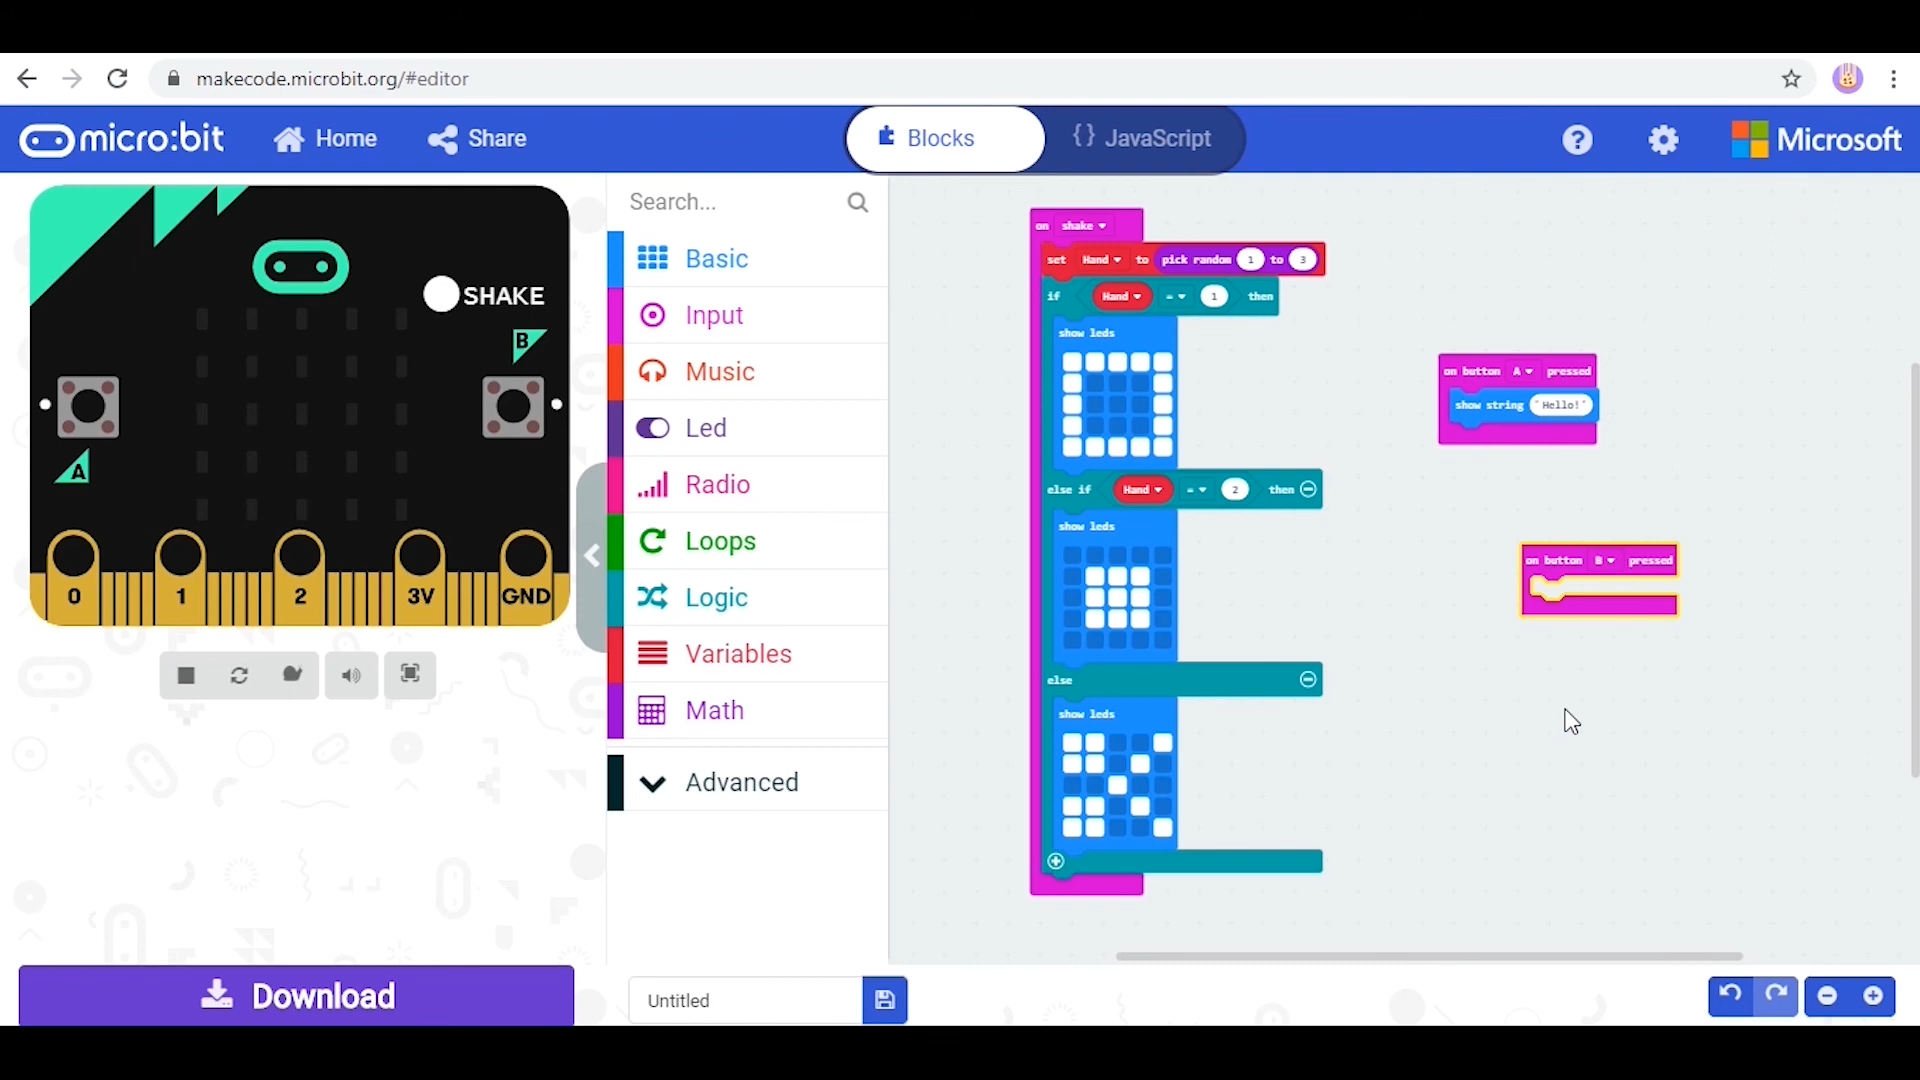 makecode.microbit.org/#editor
micro:bit
Home
Share
Blocks
{} JavaScript
?
Microsoft
SHAKE
B
A
0
1
2
3V
GND
Download
Search...
Basic
Input
Music
Led
Radio
Loops
Logic
Variables
Math
Advanced
Untitled
on shake
set Hand to pick random 1 to 3
if Hand = 1 then
show leds
else if Hand = 2 then
show leds
else
show leds
on button A pressed
show string "Hello!"
on button B pressed